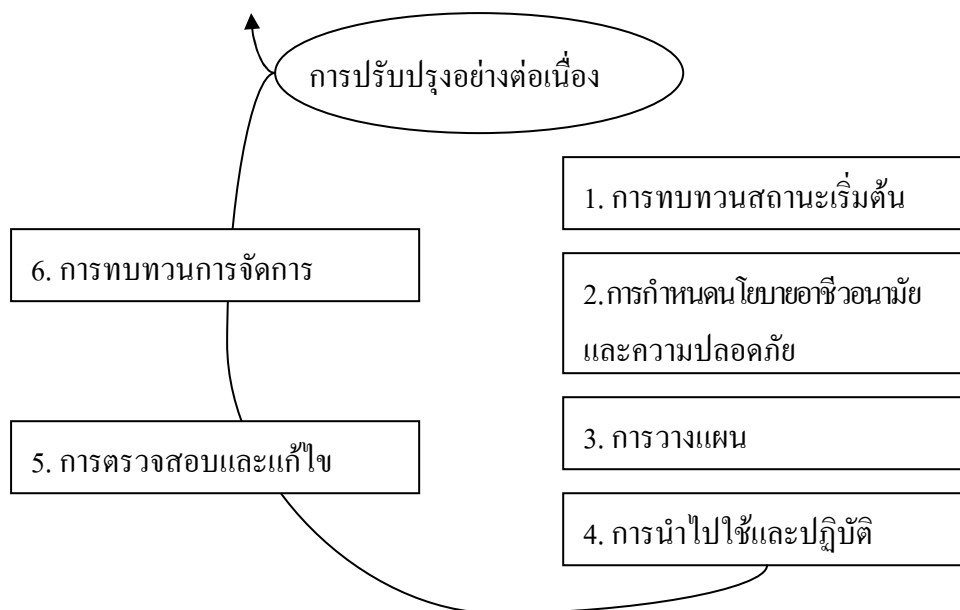 การปรับปรุงอย่างต่อเนื่อง
1. การทบทวนสถานะเริ่มต้น
2.การกำหนดนโยบายอาชีวอนามัย
และความปลอดภัย
3. การวางแผน
4. การนำไปใช้และปฏิบัติ
5. การตรวจสอบและแก้ไข
6. การทบทวนการจัดการ